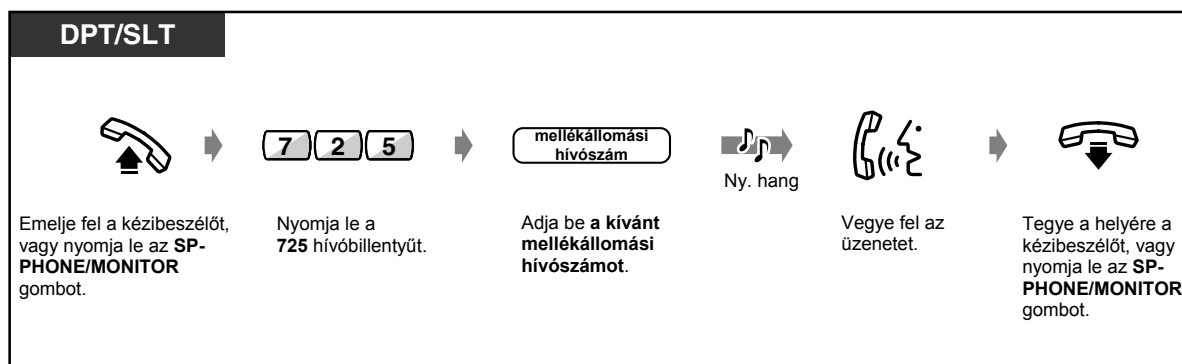 DPT/SLT
7 2 5
mellékállomási
hívószám
Ny. hang
Emelje fel a kézibeszélőt,
vagy nyomja le az SP-
PHONE/MONITOR
gombot.
Nyomja le a
725 hívóbillentyűt.
Adja be a kívánt
mellékállomási
hívószámot.
Vegye fel az
üzenetet.
Tegye a helyére a
kézibeszélőt, vagy
nyomja le az SP-
PHONE/MONITOR
gombot.